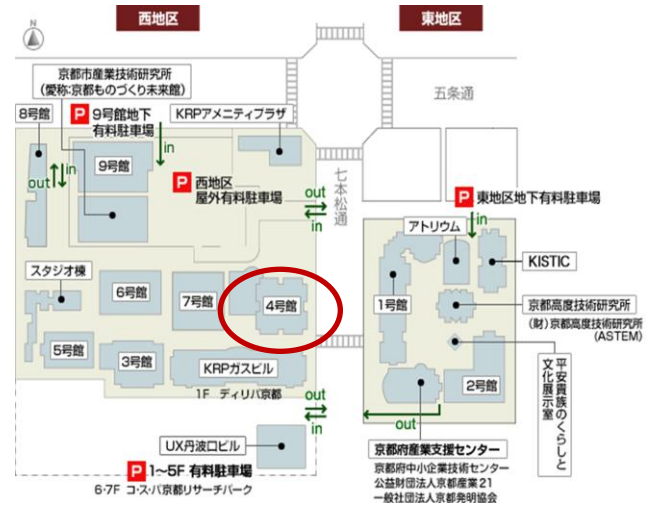 西地区
東地区
N
京都市産業技術研究所
(愛称:京都ものづくり未来館)
五条通
8号館
P 9号館地下
有料駐車場
KRPアメニティプラザ
in
9号館
out
in
P 西地区
屋外有料駐車場
out
in
七本松通
P 東地区地下有料駐車場
in
アトリウム
KISTIC
スタジオ棟
6号館
7号館
4号館
1号館
京都高度技術研究所
(財)京都高度技術研究所
(ASTEM)
5号館
3号館
KRPガスビル
1F ディリパ京都
2号館
平安貴族のくらしと
文化展示室
out
in
out
UX丹波口ビル
京都府産業支援センター
P 1~5F 有料駐車場
6・7F コ・ス・パ京都リサーチパーク
京都府中小企業技術センター
公益財団法人京都産業21
一般社団法人京都発明協会